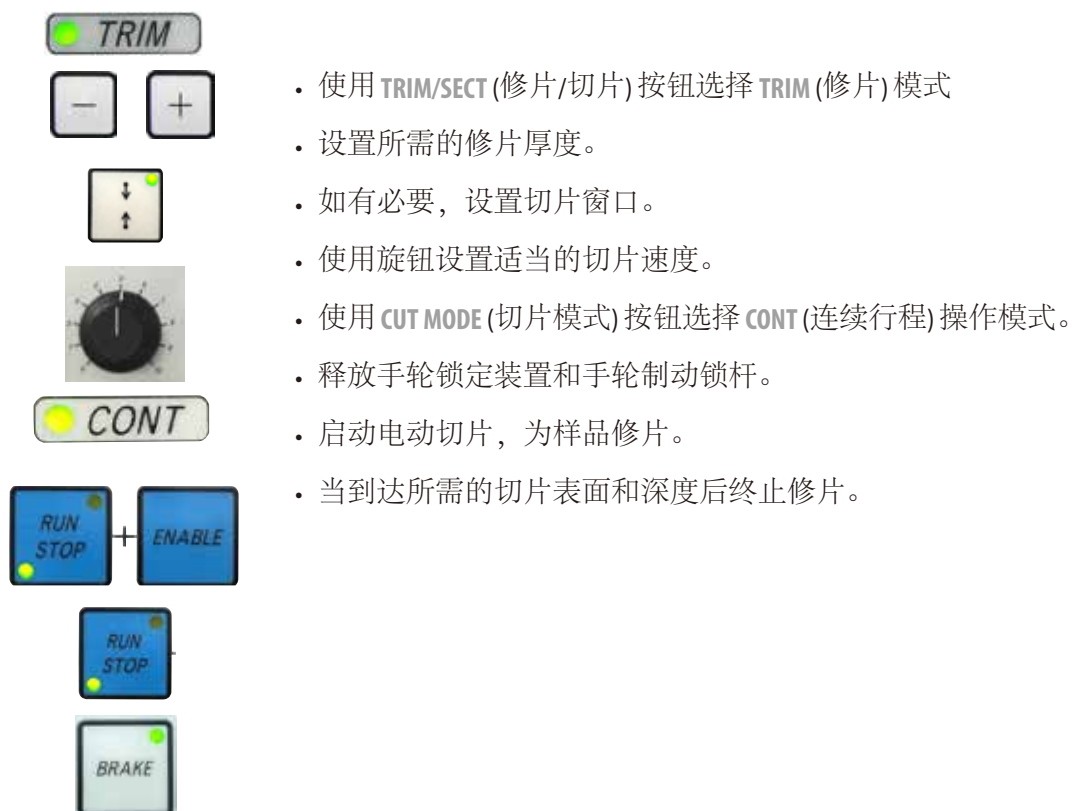 TRIM
− +
• 使用 TRIM/SECT (修片/切片) 按钮选择 TRIM (修片) 模式
• 设置所需的修片厚度。
• 如有必要，设置切片窗口。
• 使用旋钮设置适当的切片速度。
• 使用 CUT MODE (切片模式) 按钮选择 CONT (连续行程) 操作模式。
• 释放手轮锁定装置和手轮制动锁杆。
CONT
• 启动电动切片，为样品修片。
• 当到达所需的切片表面和深度后终止修片。
RUN
STOP
+ ENABLE
RUN
STOP
BRAKE